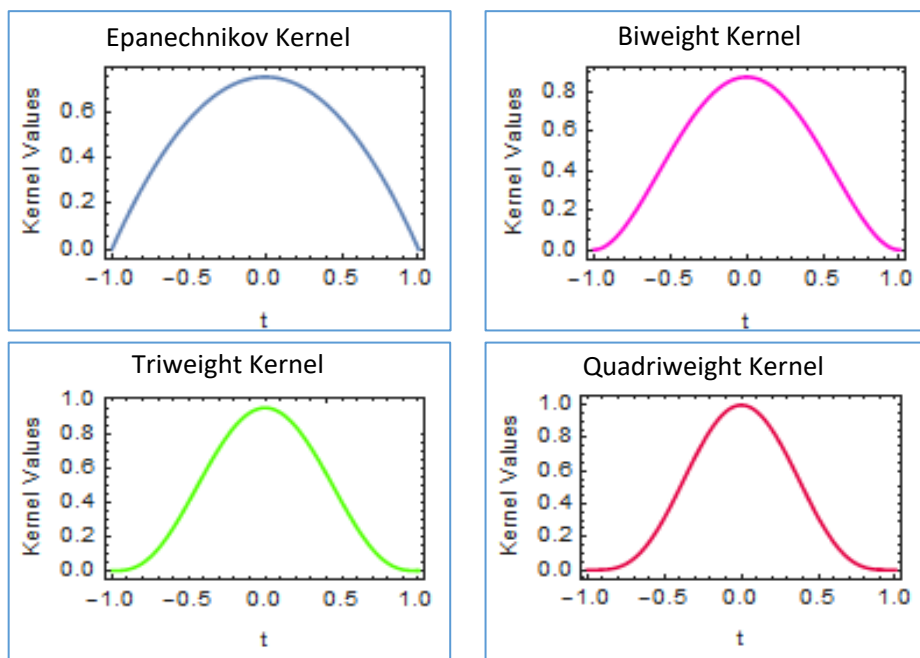 Epanechnikov Kernel
Kernel Values
0.6
0.4
0.2
0.0
−1.0 −0.5 0.0 0.5 1.0
t
Biweight Kernel
Kernel Values
0.8
0.6
0.4
0.2
0.0
−1.0 −0.5 0.0 0.5 1.0
t
Triweight Kernel
Kernel Values
1.0
0.8
0.6
0.4
0.2
0.0
−1.0 −0.5 0.0 0.5 1.0
t
Quadriweight Kernel
Kernel Values
1.0
0.8
0.6
0.4
0.2
0.0
−1.0 −0.5 0.0 0.5 1.0
t